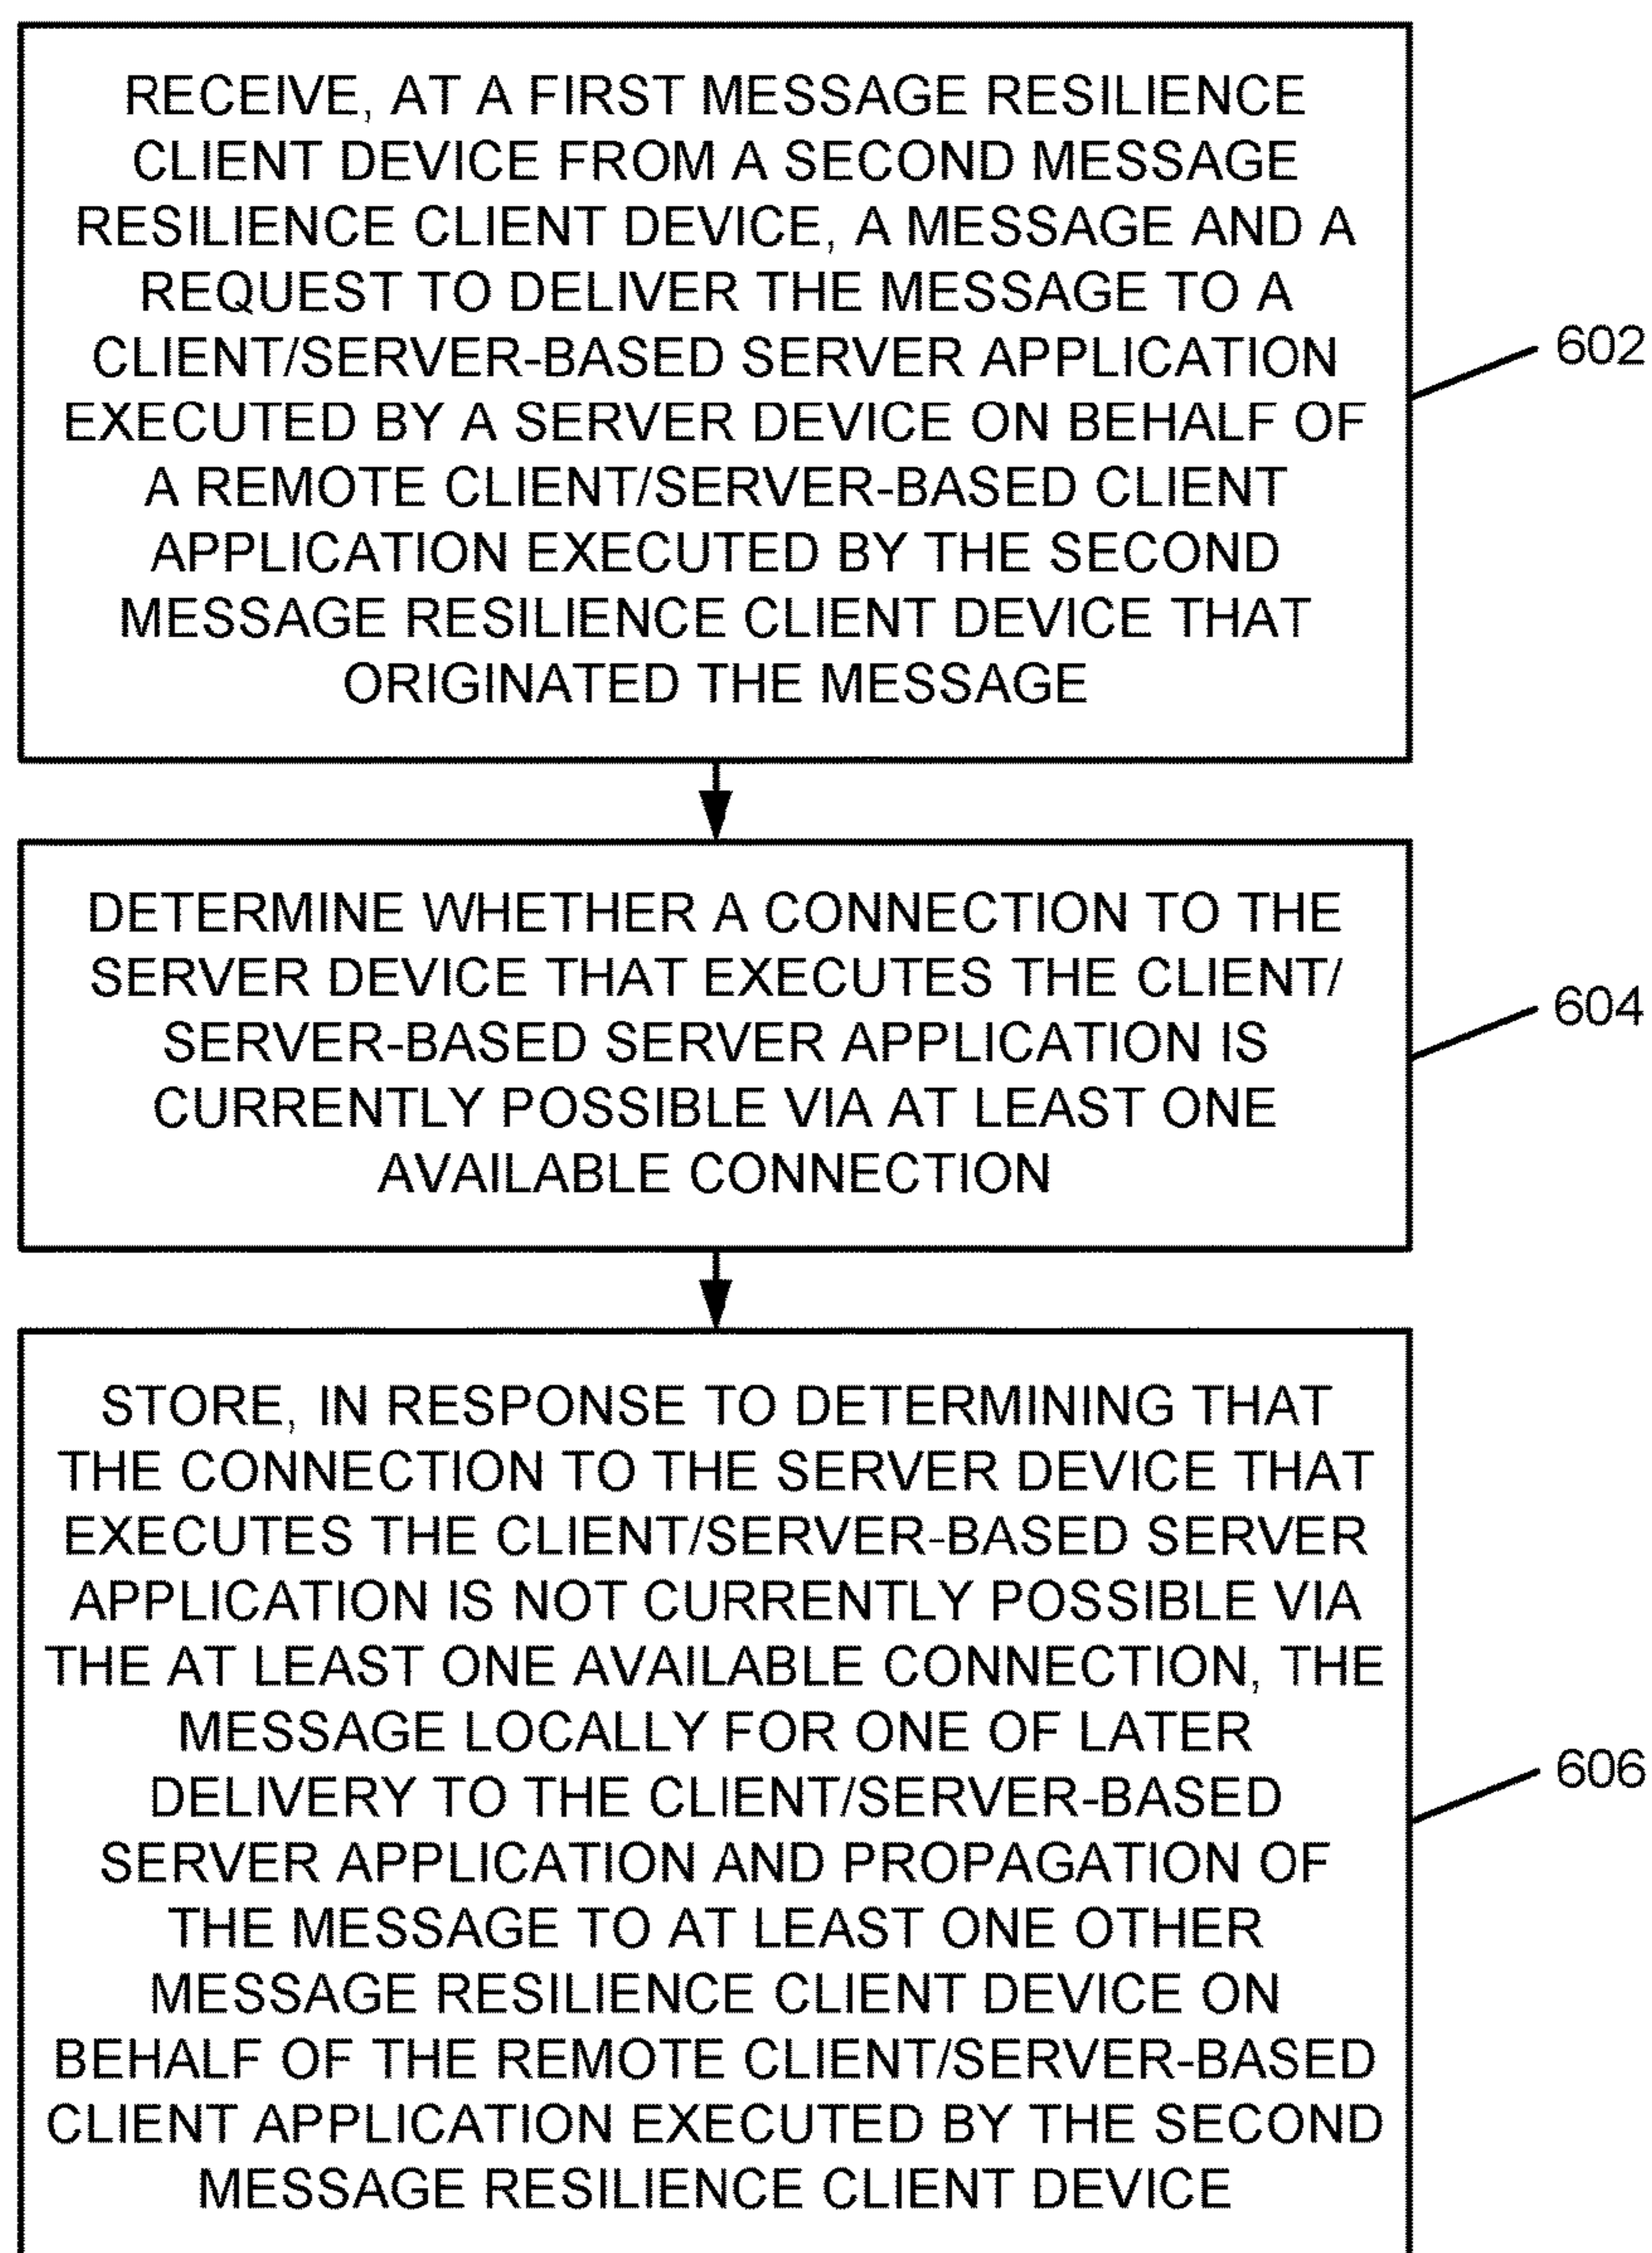 RECEIVE, AT A FIRST MESSAGE RESILIENCE
CLIENT DEVICE FROM A SECOND MESSAGE
RESILIENCE CLIENT DEVICE, A MESSAGE AND A
REQUEST TO DELIVER THE MESSAGE TO A
CLIENT/SERVER-BASED SERVER APPLICATION
EXECUTED BY A SERVER DEVICE ON BEHALF OF
A REMOTE CLIENT/SERVER-BASED CLIENT
APPLICATION EXECUTED BY THE SECOND
MESSAGE RESILIENCE CLIENT DEVICE THAT
ORIGINATED THE MESSAGE
602
DETERMINE WHETHER A CONNECTION TO THE
SERVER DEVICE THAT EXECUTES THE CLIENT/
SERVER-BASED SERVER APPLICATION IS
CURRENTLY POSSIBLE VIA AT LEAST ONE
AVAILABLE CONNECTION
604
STORE, IN RESPONSE TO DETERMINING THAT
THE CONNECTION TO THE SERVER DEVICE THAT
EXECUTES THE CLIENT/SERVER-BASED SERVER
APPLICATION IS NOT CURRENTLY POSSIBLE VIA
THE AT LEAST ONE AVAILABLE CONNECTION, THE
MESSAGE LOCALLY FOR ONE OF LATER
DELIVERY TO THE CLIENT/SERVER-BASED
SERVER APPLICATION AND PROPAGATION OF
THE MESSAGE TO AT LEAST ONE OTHER
MESSAGE RESILIENCE CLIENT DEVICE ON
BEHALF OF THE REMOTE CLIENT/SERVER-BASED
CLIENT APPLICATION EXECUTED BY THE SECOND
MESSAGE RESILIENCE CLIENT DEVICE
606